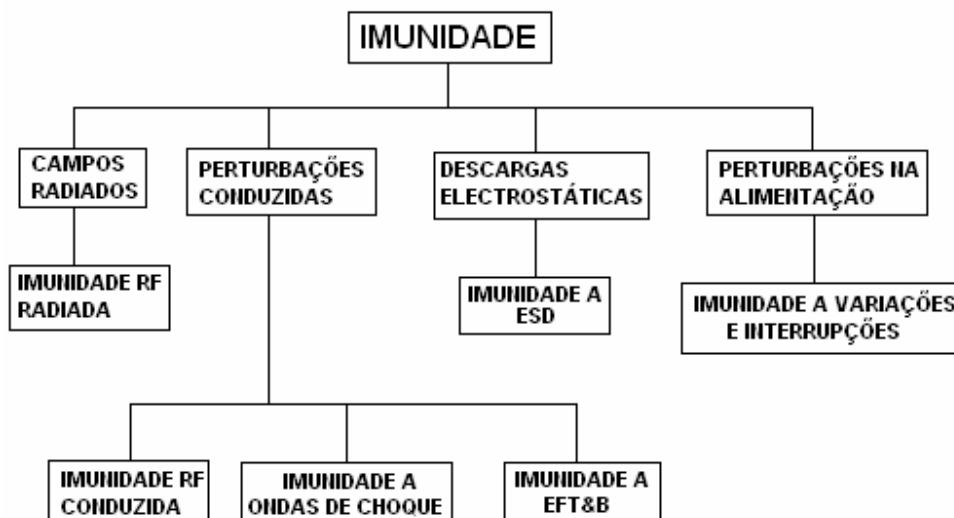 IMUNIDADE
CAMPOS
RADIADOS
PERTURBAÇÕES
CONDUZIDAS
DESCARGAS
ELECTROSTÁTICAS
PERTURBAÇÕES NA
ALIMENTAÇÃO
IMUNIDADE RF
RADIADA
IMUNIDADE A
ESD
IMUNIDADE A VARIAÇÕES
E INTERRUPÇÕES
IMUNIDADE RF
CONDUZIDA
IMUNIDADE A
ONDAS DE CHOQUE
IMUNIDADE A
EFT&B